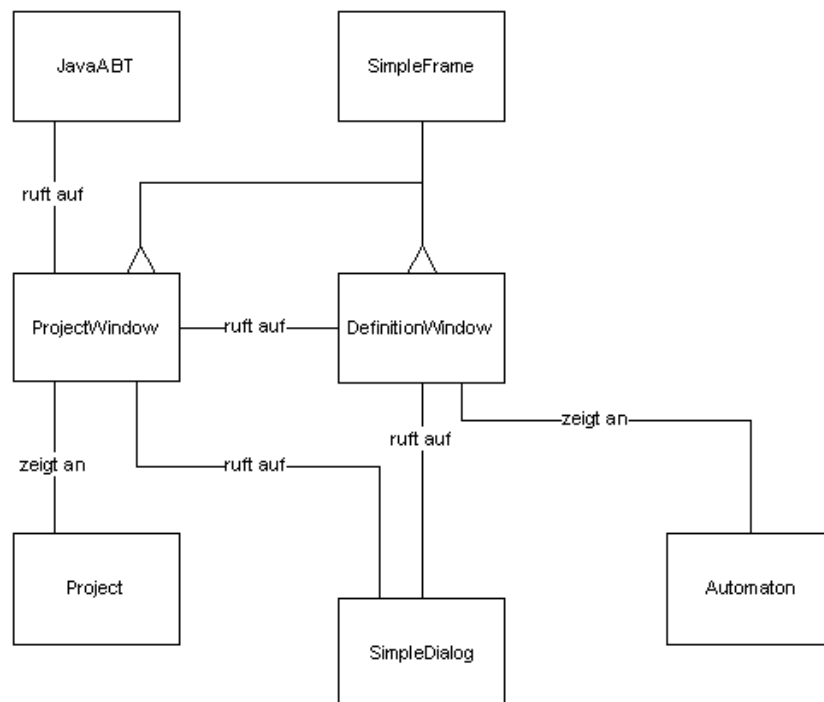 JavaABT
SimpleFrame
ruft auf
ProjectWindow
ruft auf
DefinitionWindow
zeigt an
ruft auf
zeigt an
ruft auf
Project
Automaton
SimpleDialog